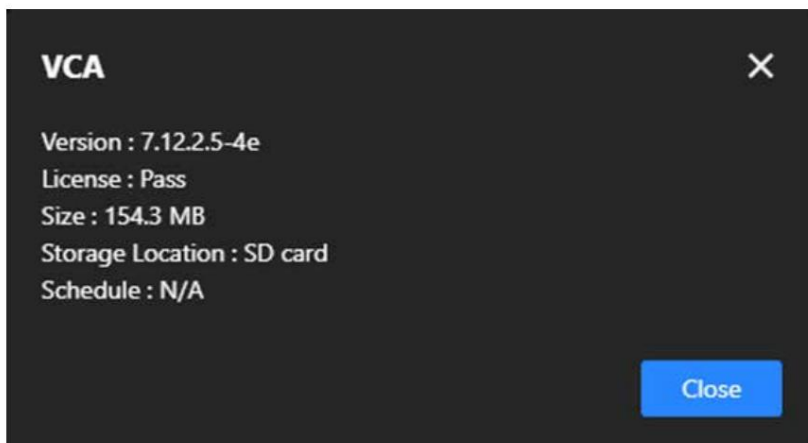 VCA
Version : 7.12.2.5-4e
License : Pass
Size : 154.3 MB
Storage Location : SD card
Schedule : N/A
Close